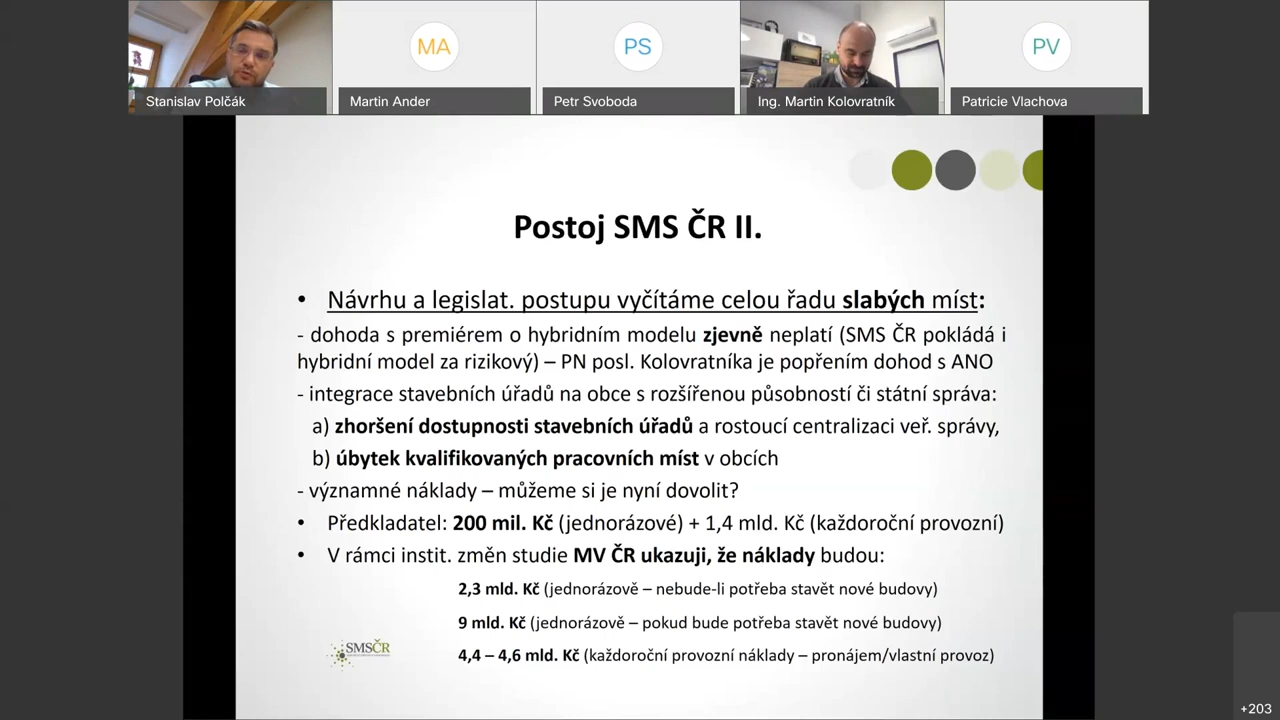 Stanislav Polčák
MA
Martin Ander
PS
Petr Svoboda
Ing. Martin Kolovratník
PV
Patricie Vlachova
Postoj SMS ČR II.
• Návrhu a legislat. postupu vyčítáme celou řadu slabých míst:
- dohoda s premiérem o hybridním modelu zjevně neplatí (SMS ČR pokládá i
hybridní model za rizikový) – PN posl. Kolovratníka je popřením dohod s ANO
- integrace stavebních úřadů na obce s rozšířenou působností či státní správa:
a) zhoršení dostupnosti stavebních úřadů a rostoucí centralizaci veř. správy,
b) úbytek kvalifikovaných pracovních míst v obcích
- významné náklady – můžeme si je nyní dovolit?
• Předkladatel: 200 mil. Kč (jednorázové) + 1,4 mld. Kč (každoroční provozní)
• V rámci instit. změn studie MV ČR ukazuji, že náklady budou:
2,3 mld. Kč (jednorázově – nebude-li potřeba stavět nové budovy)
9 mld. Kč (jednorázově – pokud bude potřeba stavět nové budovy)
4,4 – 4,6 mld. Kč (každoroční provozní náklady – pronájem/vlastní provoz)
SMSČR
+203